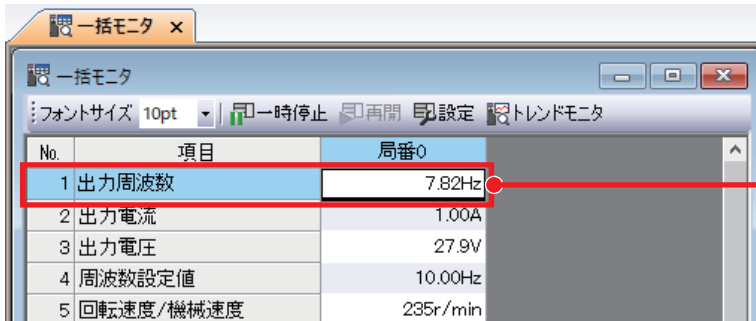 一括モニタ ×
一括モニタ
フォントサイズ 10pt 一時停止 再開 設定 トレンドモニタ
No. 項目 局番0
1 出力周波数 7.82Hz
2 出力電流 1.00A
3 出力電圧 27.9V
4 周波数設定値 10.00Hz
5 回転速度/機械速度 235r/min